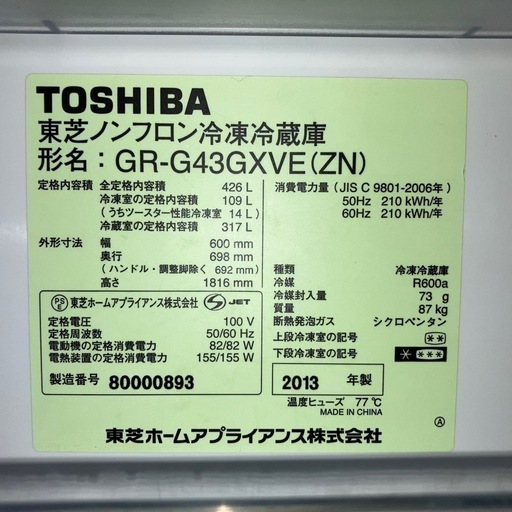 TOSHIBA
東芝ノンフロン冷凍冷蔵庫
形名：GR-G43GXVE(ZN)
定格内容積 全定格内容積 426 L
冷凍室の定格内容積 109 L
(うちツースター性能冷凍室 14 L)
冷蔵室の定格内容積 317 L
外形寸法 幅 600 mm
奥行 698 mm
(ハンドル・調整脚除く 692 mm)
高さ 1816 mm
消費電力量 (JIS C 9801-2006年)
50Hz 210 kWh/年
60Hz 210 kWh/年
種類 冷凍冷蔵庫
冷媒 R600a
冷媒封入量 73 g
質量 87 kg
断熱発泡ガス シクロペンタン
上段冷凍室の記号 **
下段冷凍室の記号 * ***
PS E 東芝ホームアプライアンス株式会社 S JET
定格電圧 100 V
定格周波数 50/60 Hz
電動機の定格消費電力 82/82 W
電熱装置の定格消費電力 155/155 W
製造番号 80000893
2013 年製
温度ヒューズ 77℃
MADE IN CHINA
東芝ホームアプライアンス株式会社
Ⓐ